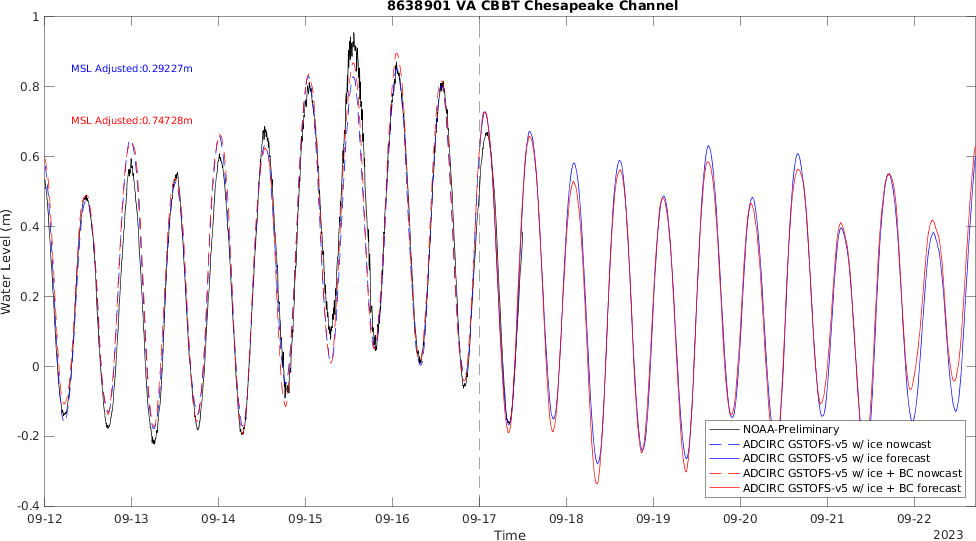 8638901 VA CBBT Chesapeake Channel
1
0.8
0.6
0.4
0.2
0
-0.2
-0.4
Water Level (m)
MSL Adjusted:0.29227m
MSL Adjusted:0.74728m
NOAA-Preliminary
ADCIRC GSTOFS-v5 w/ ice nowcast
ADCIRC GSTOFS-v5 w/ ice forecast
ADCIRC GSTOFS-v5 w/ ice + BC nowcast
ADCIRC GSTOFS-v5 w/ ice + BC forecast
09-12 09-13 09-14 09-15 09-16 09-17 09-18 09-19 09-20 09-21 09-22
Time
2023